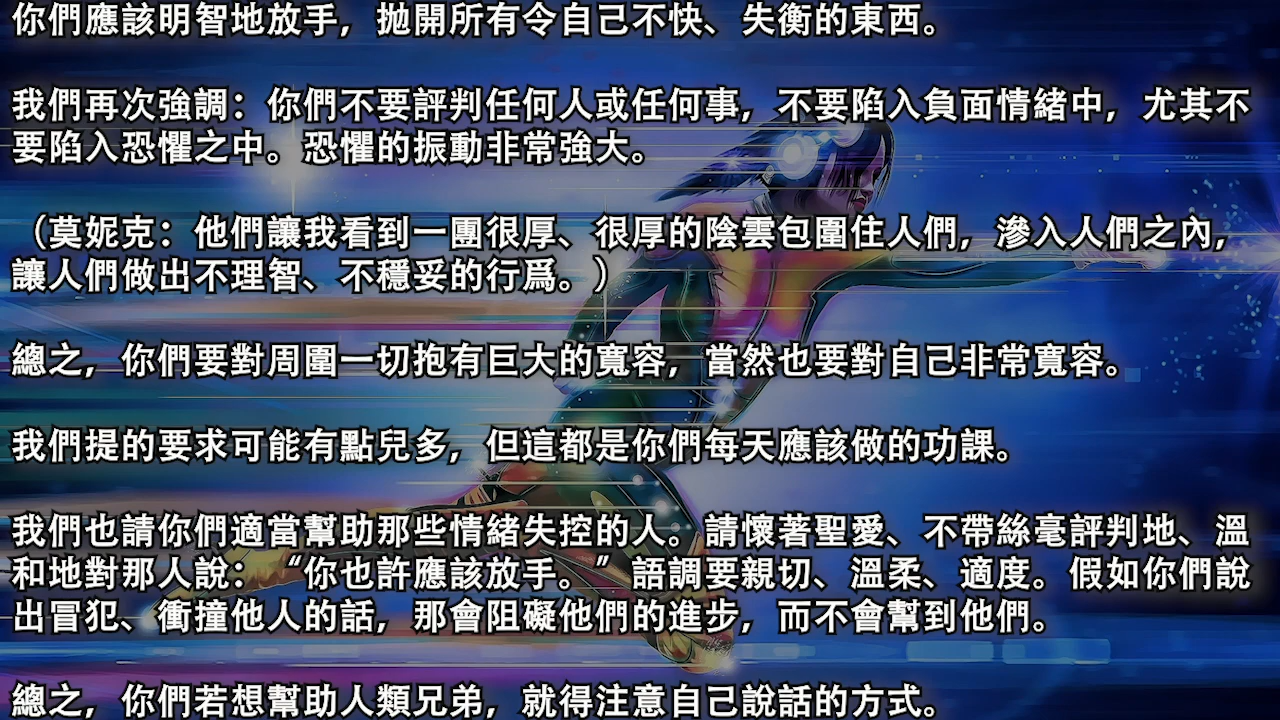 你們應該明智地放手，拋開所有令自己不快、失衡的東西。
我們再次強調：你們不要評判任何人或任何事，不要陷入負面情緒中，尤其不
要陷入恐懼之中。恐懼的振動非常強大。
（莫妮克：他們讓我看到一團很厚、很厚的陰雲包圍住人們，滲入人們之內，
讓人們做出不理智、不穩妥的行爲。）
總之，你們要對周圍一切抱有巨大的寬容，當然也要對自己非常寬容。
我們提的要求可能有點兒多，但這都是你們每天應該做的功課。
我們也請你們適當幫助那些情緒失控的人。請懷著聖愛、不帶絲毫評判地、溫
和地對那人說：“你也許應該放手。”語調要親切、溫柔、適度。假如你們說
出冒犯、衝撞他人的話，那會阻礙他們的進步，而不會幫到他們。
總之，你們若想幫助人類兄弟，就得注意自己說話的方式。